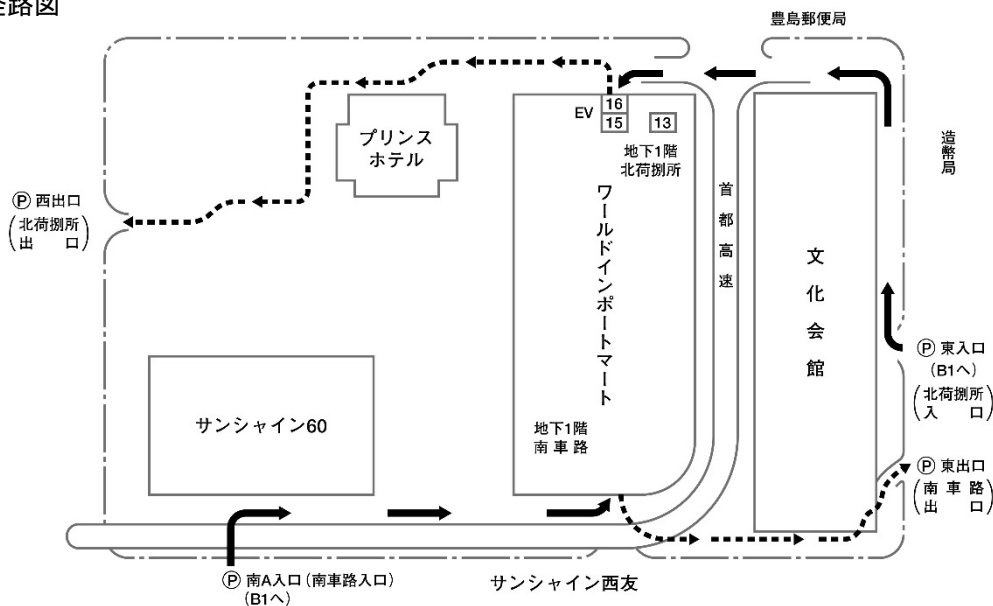 経路図
豊島郵便局
16
EV
15
13
地下1階
北荷捌所
プリンス
ホテル
造幣局
Ⓟ 西出口
(北荷捌所
出 口)
首都高速
ワールドインポートマート
文化会館
Ⓟ 東入口
(B1へ)
(北荷捌所
入 口)
サンシャイン60
地下1階
南車路
Ⓟ 東出口
(南車路
出 口)
Ⓟ 南A入口(南車路入口)
(B1へ)
サンシャイン西友